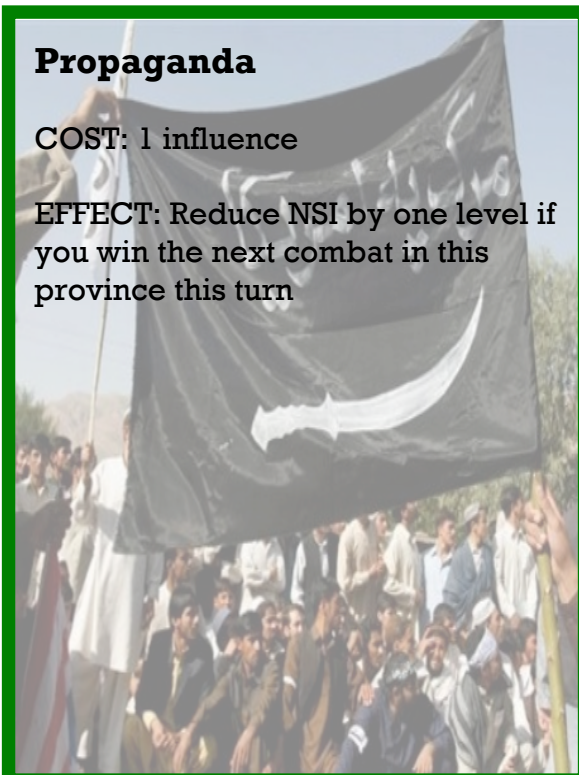 Propaganda
COST: 1 influence
EFFECT: Reduce NSI by one level if
you win the next combat in this
province this turn